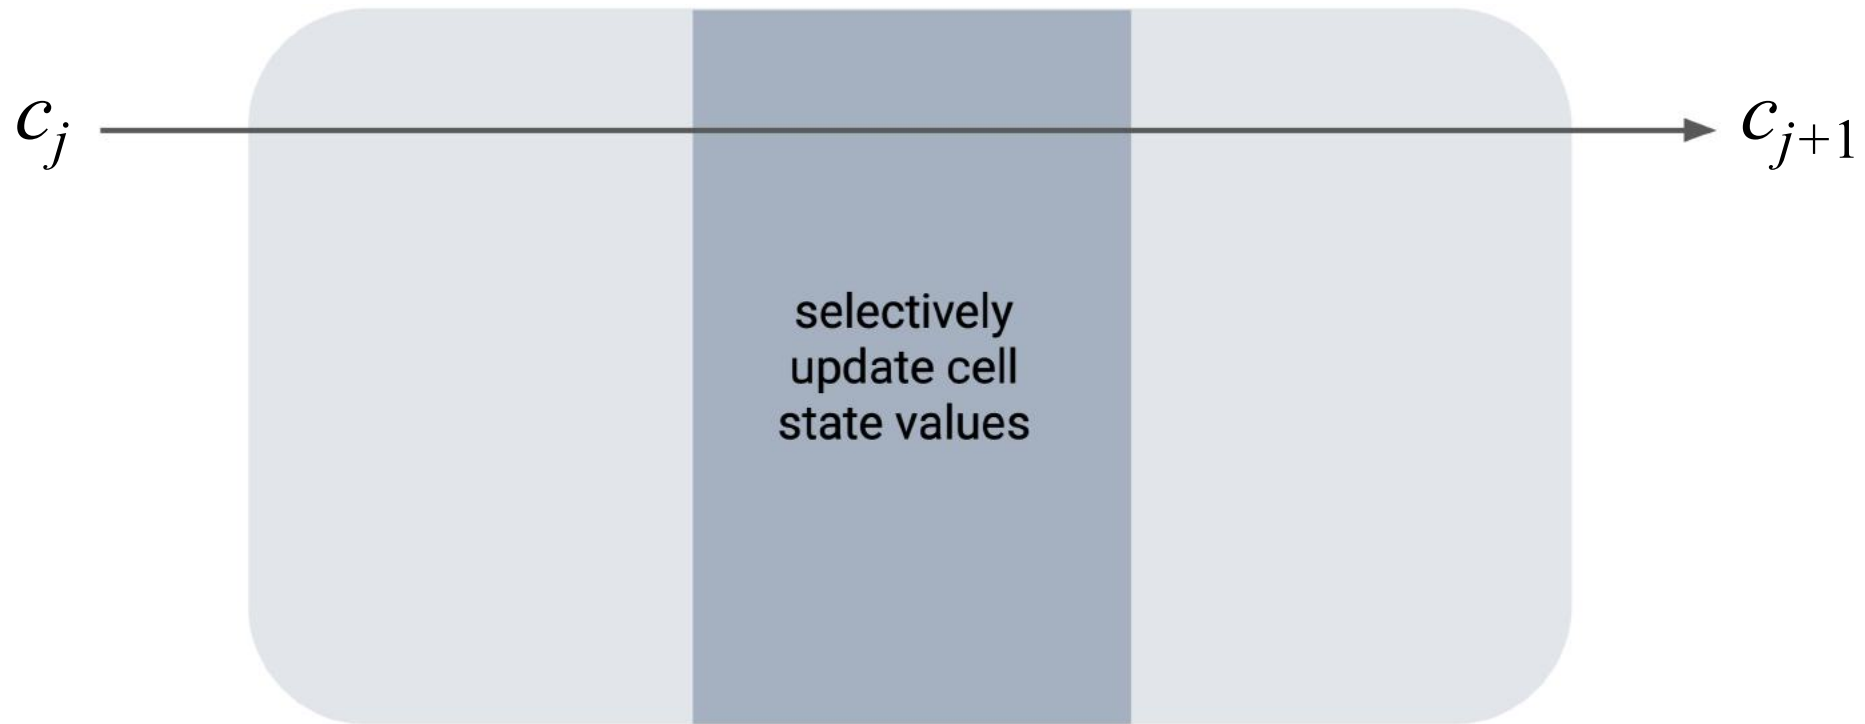 c_j
c_{j+1}
selectively
update cell
state values